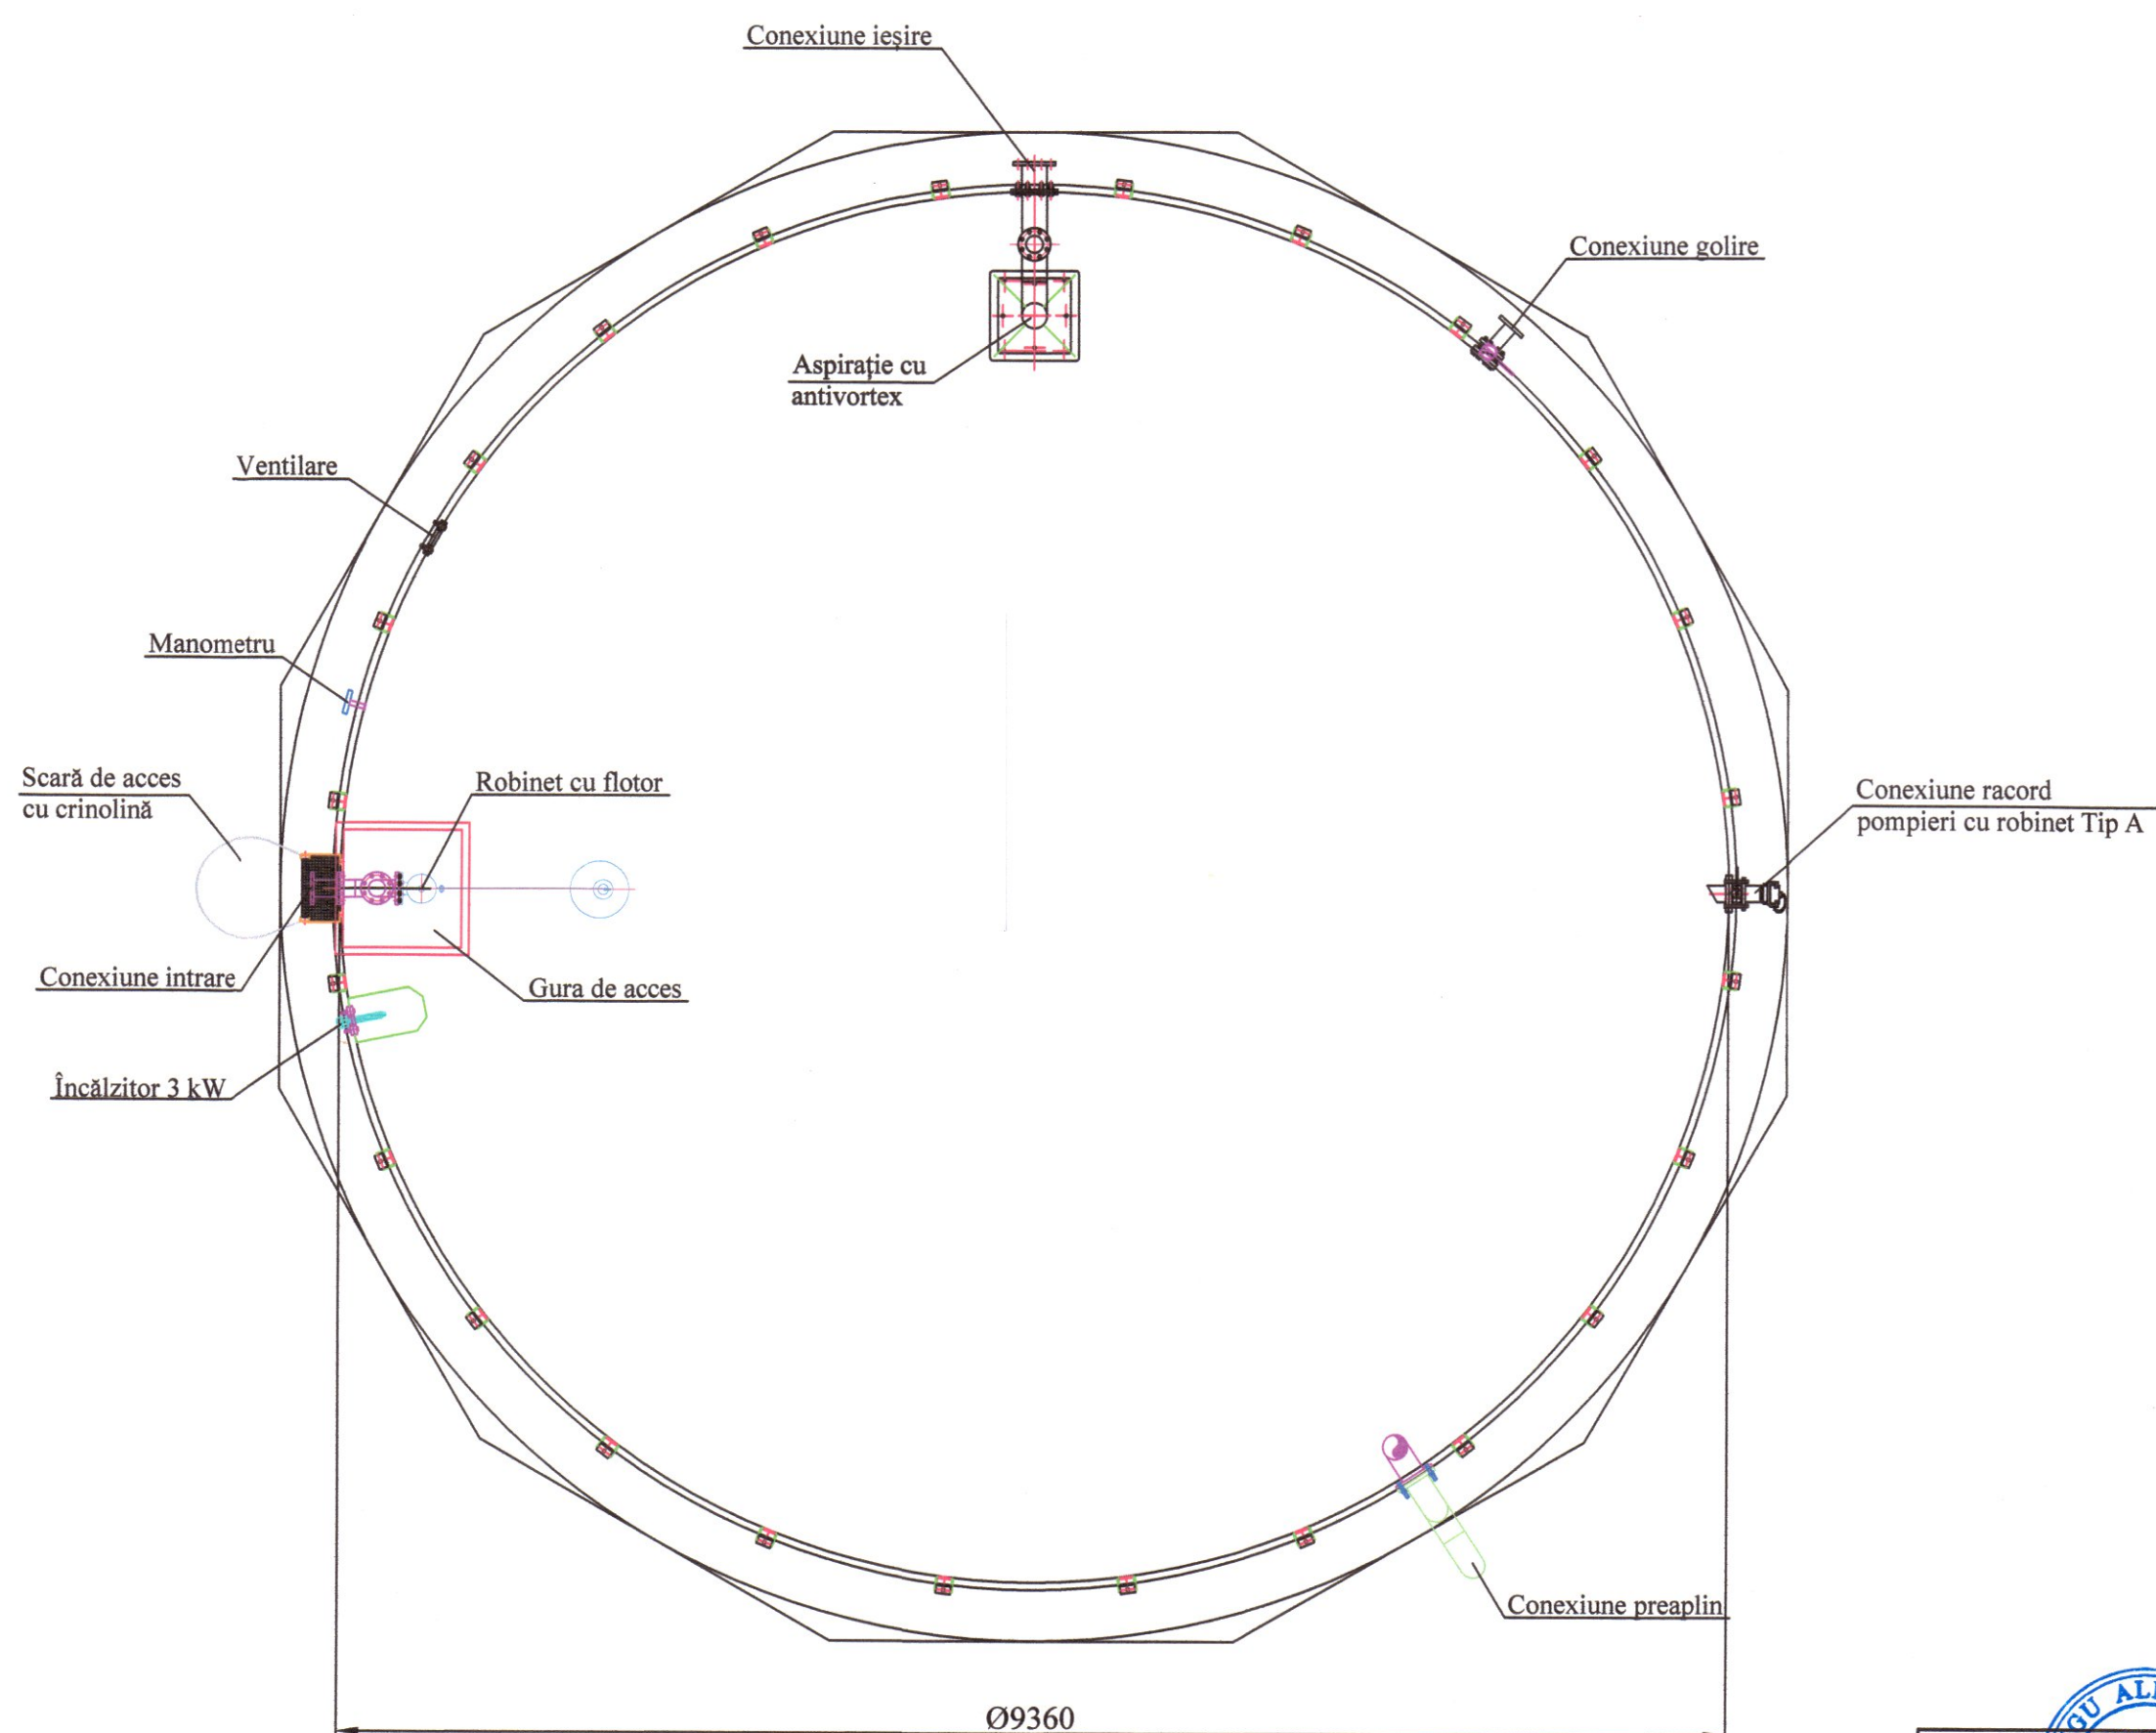 Conexiune ieșire
Conexiune golire
Aspirație cu
antivortex
Ventilare
Manometru
Scară de acces
cu crinolină
Robinet cu flotor
Conexiune racord
pompieri cu robinet Tip A
Conexiune intrare
Gura de acces
Încălzitor 3 kW
Conexiune preaplin
Ø9360